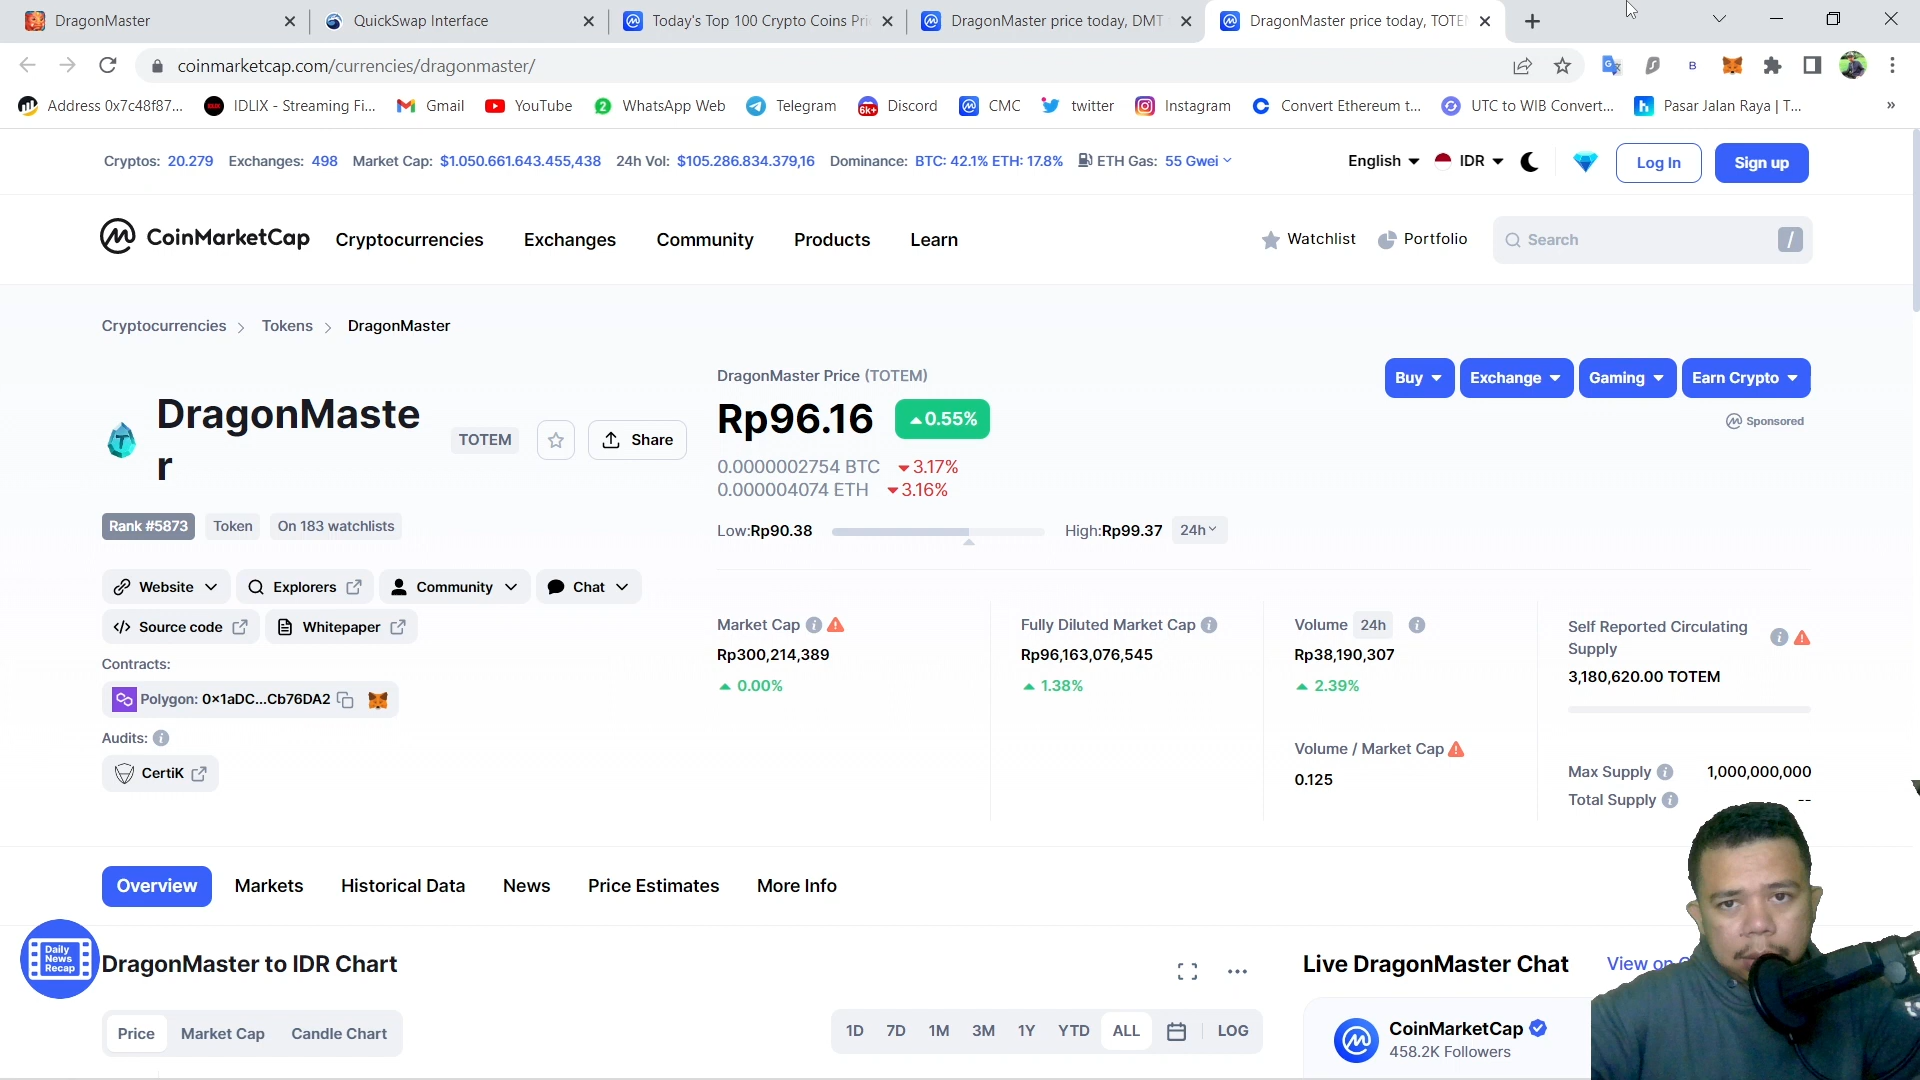 DragonMaster
QuickSwap Interface
Today's Top 100 Crypto Coins Pri
DragonMaster price today, DMT
DragonMaster price today, TOTE
coinmarketcap.com/currencies/dragonmaster/
Address 0x7c48f87...
IDLIX - Streaming Fi...
Gmail
YouTube
WhatsApp Web
Telegram
Discord
CMC
twitter
Instagram
Convert Ethereum t...
UTC to WIB Convert...
Pasar Jalan Raya | T...
Cryptos: 20.279 Exchanges: 498 Market Cap: $1.050.661.643.455,438 24h Vol: $105.286.834.379,16 Dominance: BTC: 42.1% ETH: 17.8% ETH Gas: 55 Gwei
English IDR Log In Sign up
CoinMarketCap Cryptocurrencies Exchanges Community Products Learn
Watchlist Portfolio Search /
Cryptocurrencies > Tokens > DragonMaster
DragonMaste
r
TOTEM
Share
Rank #5873 Token On 183 watchlists
Website Explorers Community Chat
Source code Whitepaper
Contracts:
Polygon: 0x1aDC...Cb76DA2
Audits:
CertiK
DragonMaster Price (TOTEM)
Rp96.16 0.55%
0.0000002754 BTC 3.17%
0.000004074 ETH 3.16%
Low:Rp90.38 High:Rp99.37 24h
Buy Exchange Gaming Earn Crypto
Sponsored
Market Cap
Rp300,214,389
0.00%
Fully Diluted Market Cap
Rp96,163,076,545
1.38%
Volume 24h
Rp38,190,307
2.39%
Volume / Market Cap
0.125
Self Reported Circulating
Supply
3,180,620.00 TOTEM
Max Supply 1,000,000,000
Total Supply --
Overview Markets Historical Data News Price Estimates More Info
Daily
News
Recap
DragonMaster to IDR Chart
Price Market Cap Candle Chart
1D 7D 1M 3M 1Y YTD ALL LOG
Live DragonMaster Chat
View on
CoinMarketCap
458.2K Followers